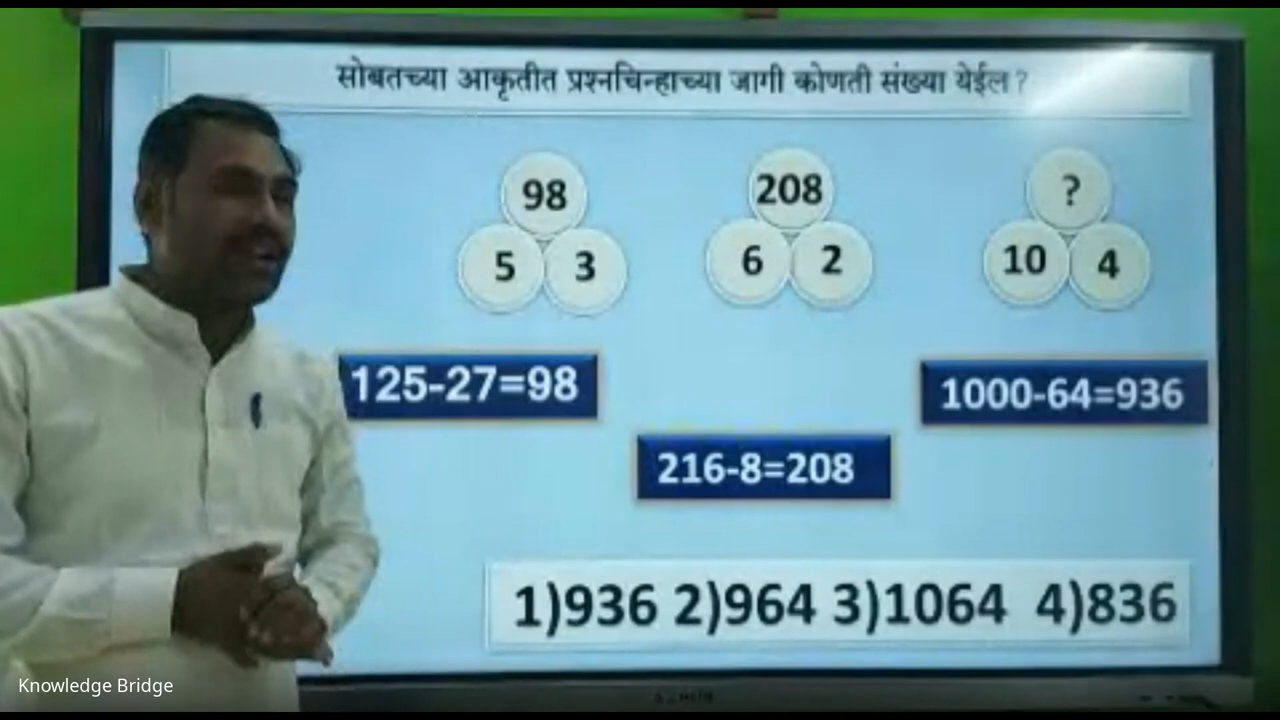 सोबतच्या आकृतीत प्रश्नचिन्हाच्या जागी कोणती संख्या येईल ?
98 208 ?
5 3 6 2 10 4
125-27=98
1000-64=936
216-8=208
1)936 2)964 3)1064 4)836
Knowledge Bridge